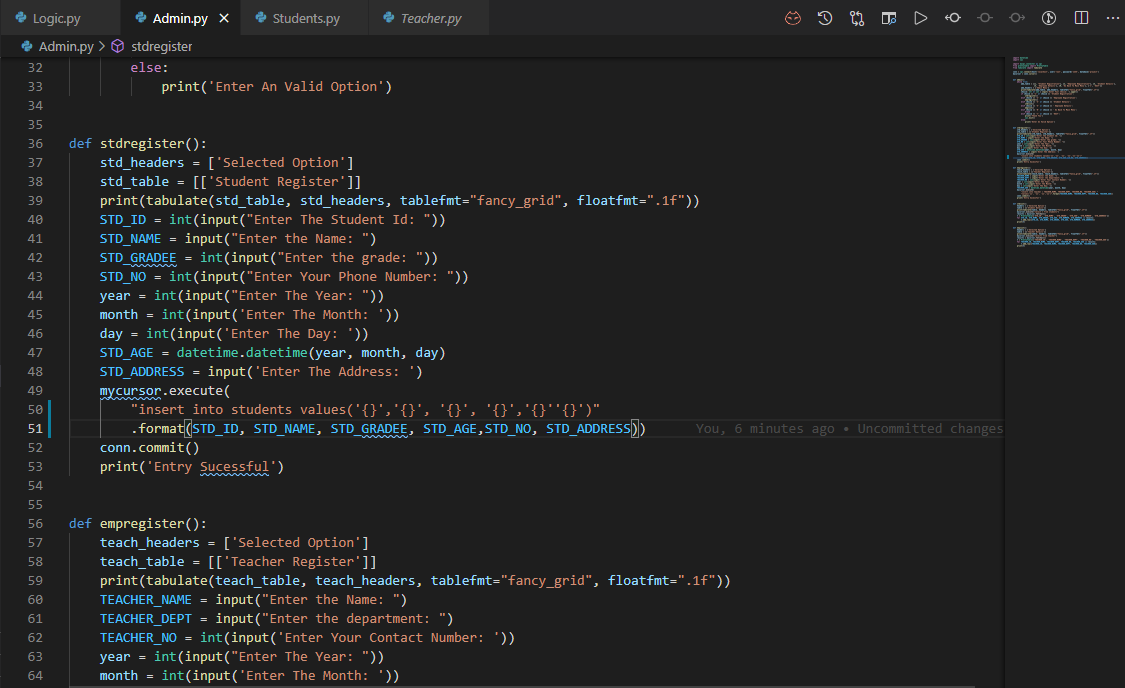 Logic.py Admin.py × Students.py Teacher.py
Admin.py > stdregister
32 else:
33 print('Enter An Valid Option')
34
35
36 def stdregister():
37 std_headers = ['Selected Option']
38 std_table = [['Student Register']]
39 print(tabulate(std_table, std_headers, tablefmt="fancy_grid", floatfmt=".1f"))
40 STD_ID = int(input("Enter The Student Id: "))
41 STD_NAME = input("Enter the Name: ")
42 STD_GRADEE = int(input("Enter the grade: "))
43 STD_NO = int(input("Enter Your Phone Number: "))
44 year = int(input("Enter The Year: "))
45 month = int(input('Enter The Month: '))
46 day = int(input('Enter The Day: '))
47 STD_AGE = datetime.datetime(year, month, day)
48 STD_ADDRESS = input('Enter The Address: ')
49 mycursor.execute(
50 "insert into students values('{}','{}', '{}', '{}','{}''{}')"
51 .format(STD_ID, STD_NAME, STD_GRADEE, STD_AGE,STD_NO, STD_ADDRESS)) You, 6 minutes ago • Uncommitted changes
52 conn.commit()
53 print('Entry Sucessful')
54
55
56 def empregister():
57 teach_headers = ['Selected Option']
58 teach_table = [['Teacher Register']]
59 print(tabulate(teach_table, teach_headers, tablefmt="fancy_grid", floatfmt=".1f"))
60 TEACHER_NAME = input("Enter the Name: ")
61 TEACHER_DEPT = input("Enter the department: ")
62 TEACHER_NO = int(input('Enter Your Contact Number: '))
63 year = int(input("Enter The Year: "))
64 month = int(input('Enter The Month: '))